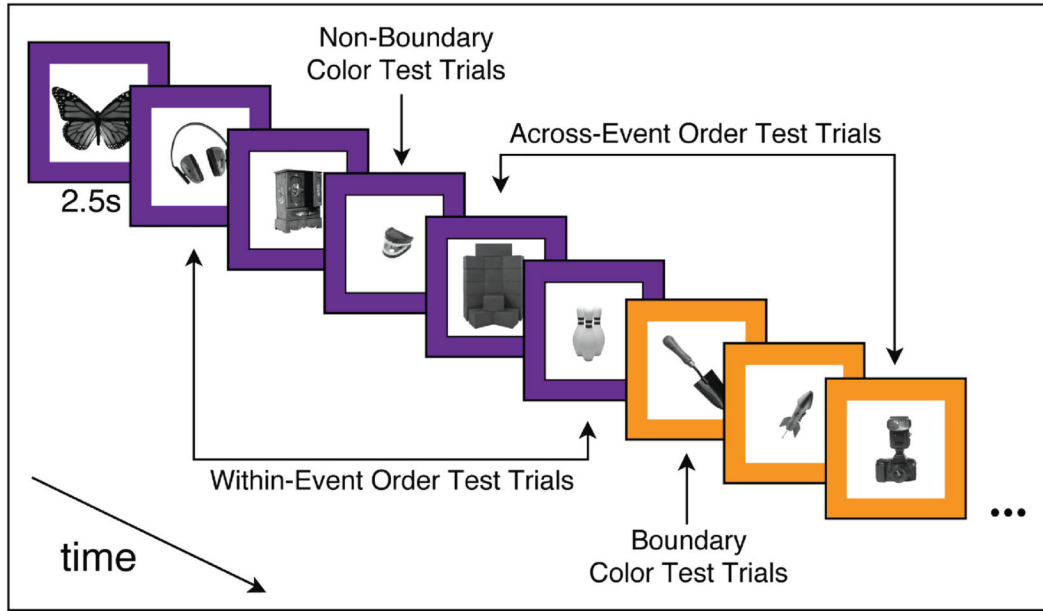 Non-Boundary
Color Test Trials
Across-Event Order Test Trials
2.5s
Within-Event Order Test Trials
time
Boundary
Color Test Trials
...